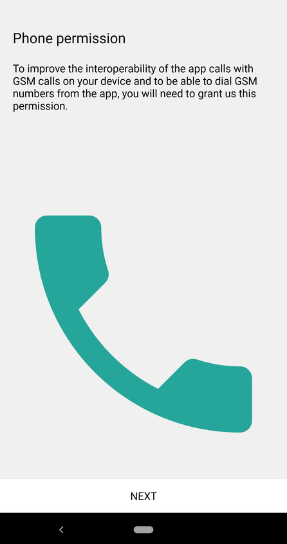 Phone permission
To improve the interoperability of the app calls with
GSM calls on your device and to be able to dial GSM
numbers from the app, you will need to grant us this
permission.
NEXT